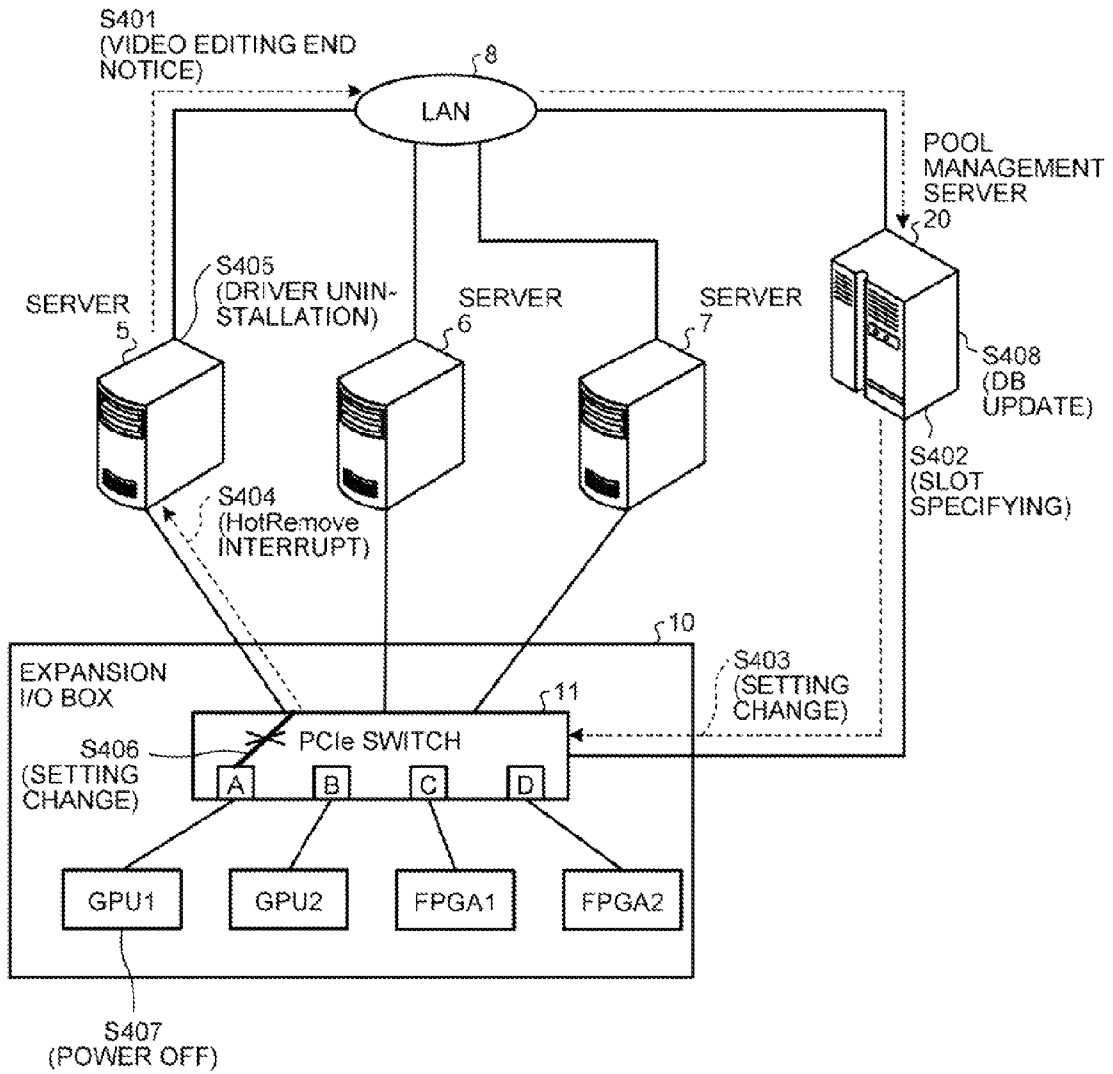 S401
(VIDEO EDITING END
NOTICE)
8
LAN
POOL
MANAGEMENT
SERVER
20
S405
(DRIVER UNIN-
STALLATION)
SERVER
5
SERVER
6
SERVER
7
S408
(DB
UPDATE)
S402
(SLOT
SPECIFYING)
S404
(HotRemove
INTERRUPT)
10
EXPANSION
I/O BOX
S403
(SETTING
CHANGE)
11
PCIe SWITCH
S406
(SETTING
CHANGE)
A
B
C
D
GPU1
GPU2
FPGA1
FPGA2
S407
(POWER OFF)